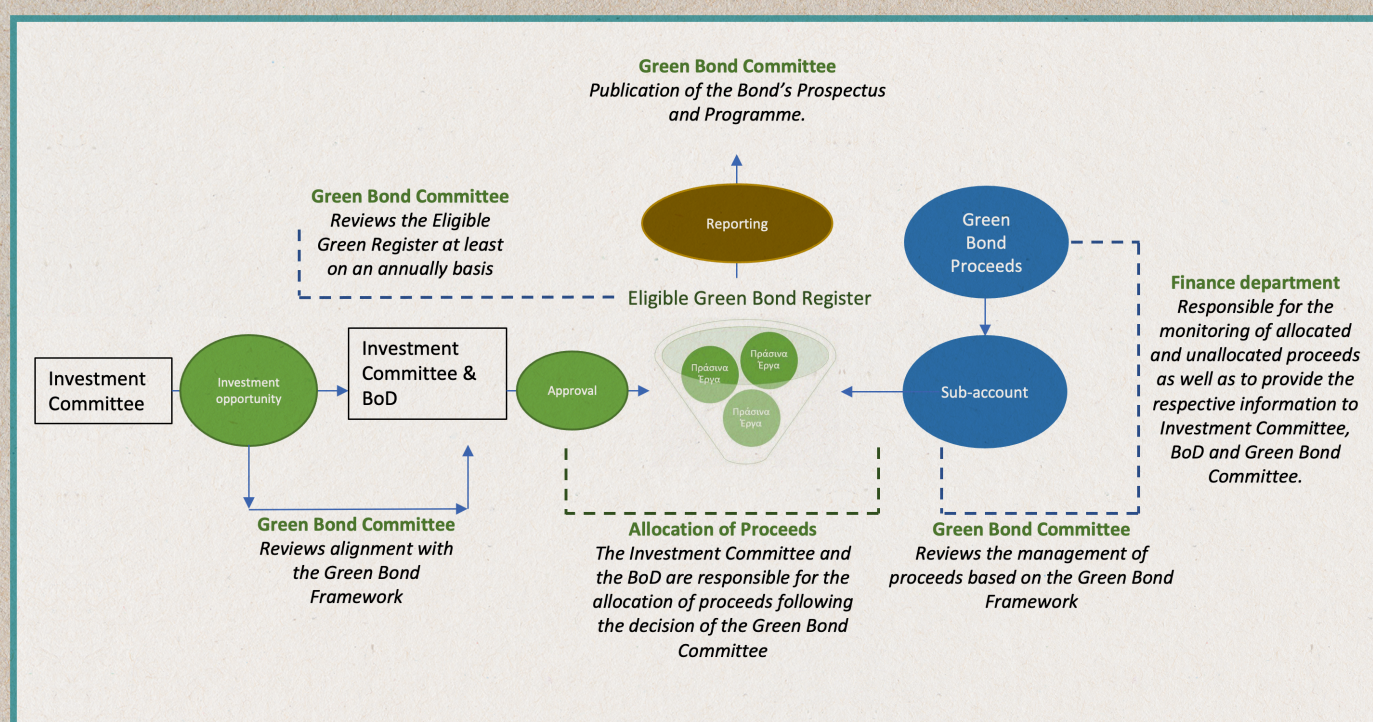 Green Bond Committee
Publication of the Bond's Prospectus
and Programme.
Green Bond Committee
Reviews the Eligible
Green Register at least
on an annually basis
Reporting
Green
Bond
Proceeds
Eligible Green Bond Register
Finance department
Responsible for the
monitoring of allocated
and unallocated proceeds
as well as to provide the
respective information to
Investment Committee,
BoD and Green Bond
Committee.
Investment
Committee
Investment
opportunity
Investment
Committee &
BoD
Approval
Πράσινα
Έργα
Πράσινα
Έργα
Πράσινα
Έργα
Sub-account
Green Bond Committee
Reviews alignment with
the Green Bond
Framework
Allocation of Proceeds
The Investment Committee and
the BoD are responsible for the
allocation of proceeds following
the decision of the Green Bond
Committee
Green Bond Committee
Reviews the management of
proceeds based on the Green Bond
Framework